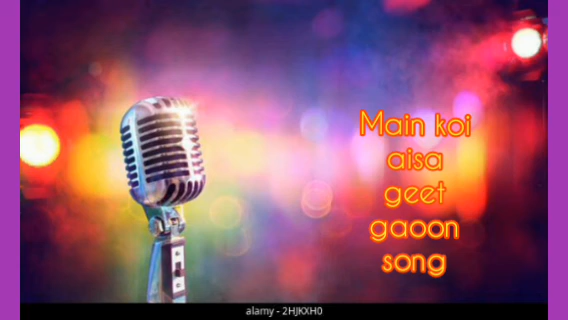 Main koi
aisa
geet
gaoon
song
alamy - 2HJKXH0